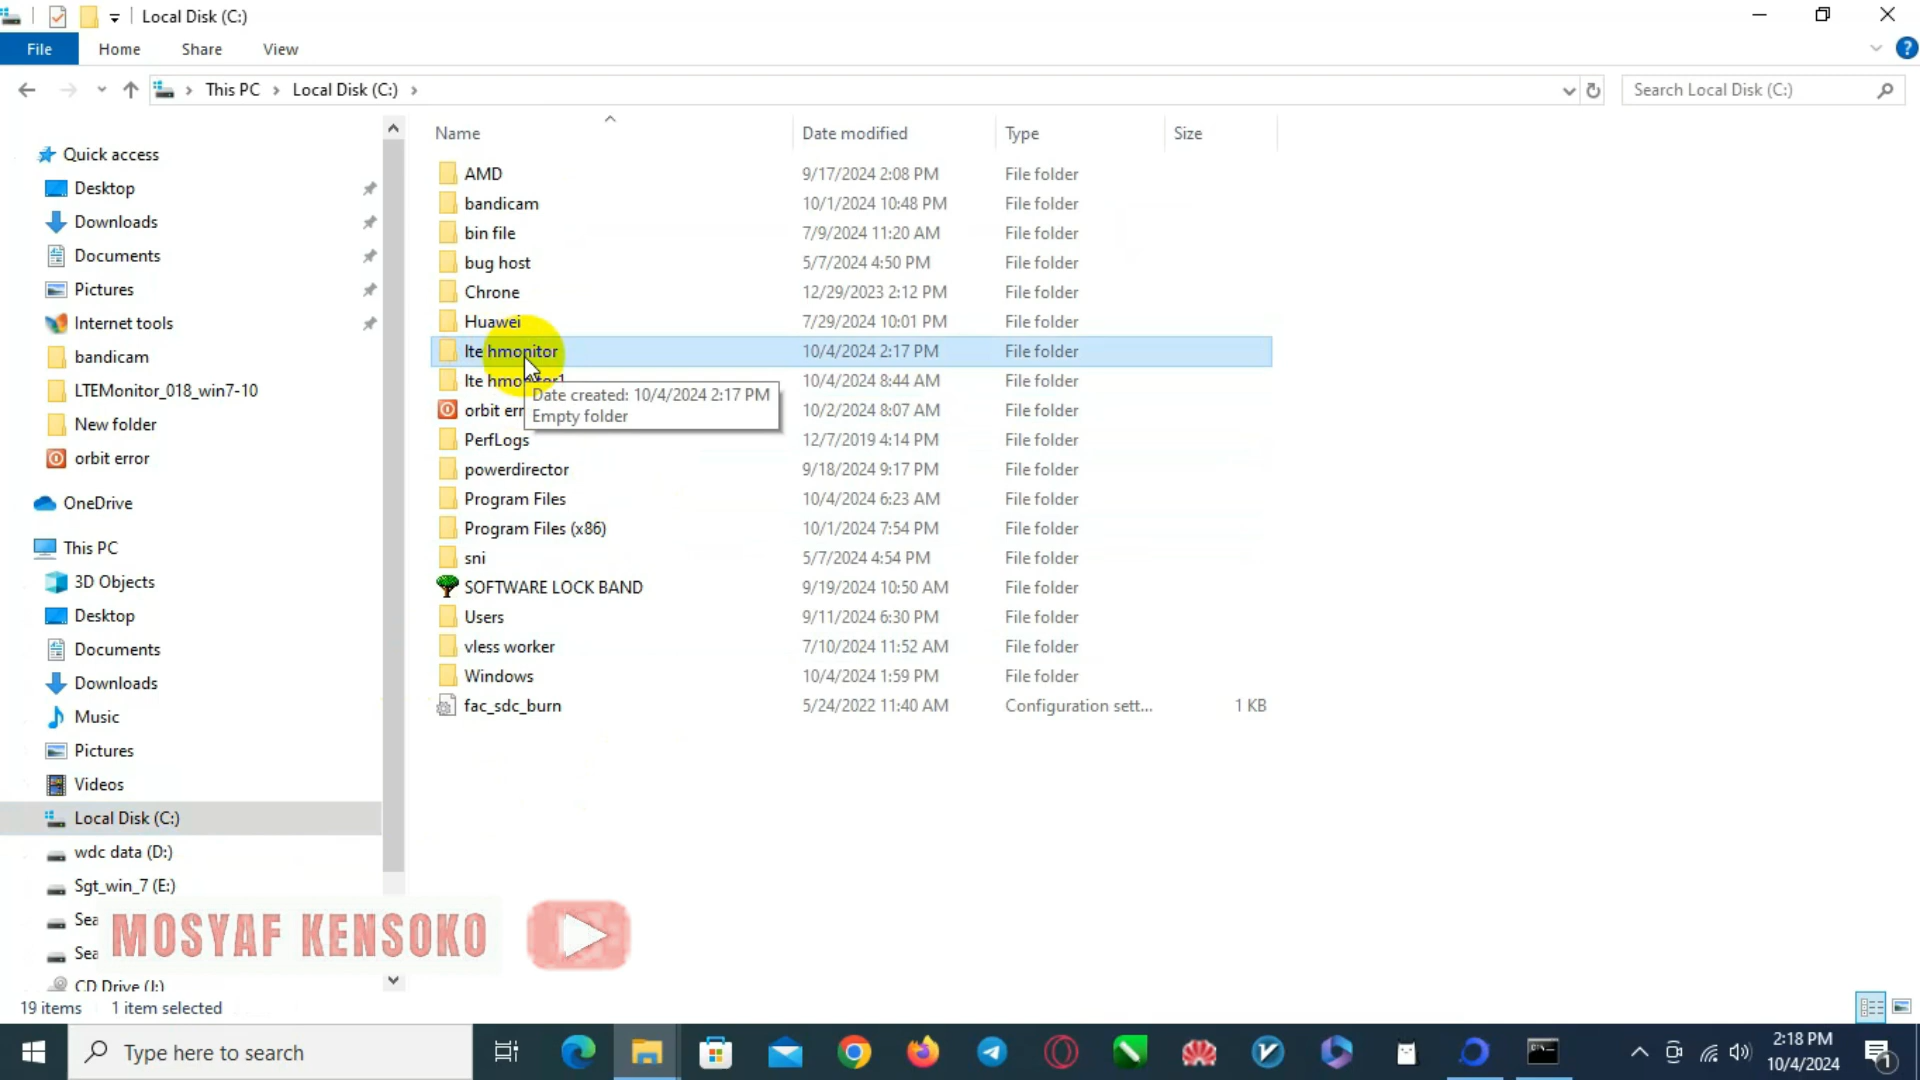 Local Disk (C:)
File Home Share View
This PC Local Disk (C:)
Search Local Disk (C:)
Name Date modified Type Size
Quick access
Desktop
Downloads
Documents
Pictures
Internet tools
bandicam
LTEMonitor_018_win7-10
New folder
orbit error
OneDrive
This PC
3D Objects
Desktop
Documents
Downloads
Music
Pictures
Videos
Local Disk (C:)
wdc data (D:)
Sgt_win_7 (E:)
Sea
Sea
CD Drive (J:)
AMD 9/17/2024 2:08 PM File folder
bandicam 10/1/2024 10:48 PM File folder
bin file 7/9/2024 11:20 AM File folder
bug host 5/7/2024 4:50 PM File folder
Chrone 12/29/2023 2:12 PM File folder
Huawei 7/29/2024 10:01 PM File folder
lte hmonitor 10/4/2024 2:17 PM File folder
lte hmonitor1 10/4/2024 8:44 AM File folder
Date created: 10/4/2024 2:17 PM
Empty folder
orbit err 10/2/2024 8:07 AM File folder
PerfLogs 12/7/2019 4:14 PM File folder
powerdirector 9/18/2024 9:17 PM File folder
Program Files 10/4/2024 6:23 AM File folder
Program Files (x86) 10/1/2024 7:54 PM File folder
sni 5/7/2024 4:54 PM File folder
SOFTWARE LOCK BAND 9/19/2024 10:50 AM File folder
Users 9/11/2024 6:30 PM File folder
vless worker 7/10/2024 11:52 AM File folder
Windows 10/4/2024 1:59 PM File folder
fac_sdc_burn 5/24/2022 11:40 AM Configuration sett... 1 KB
MOSYAF KENSOKO
19 items 1 item selected
Type here to search
2:18 PM
10/4/2024
1